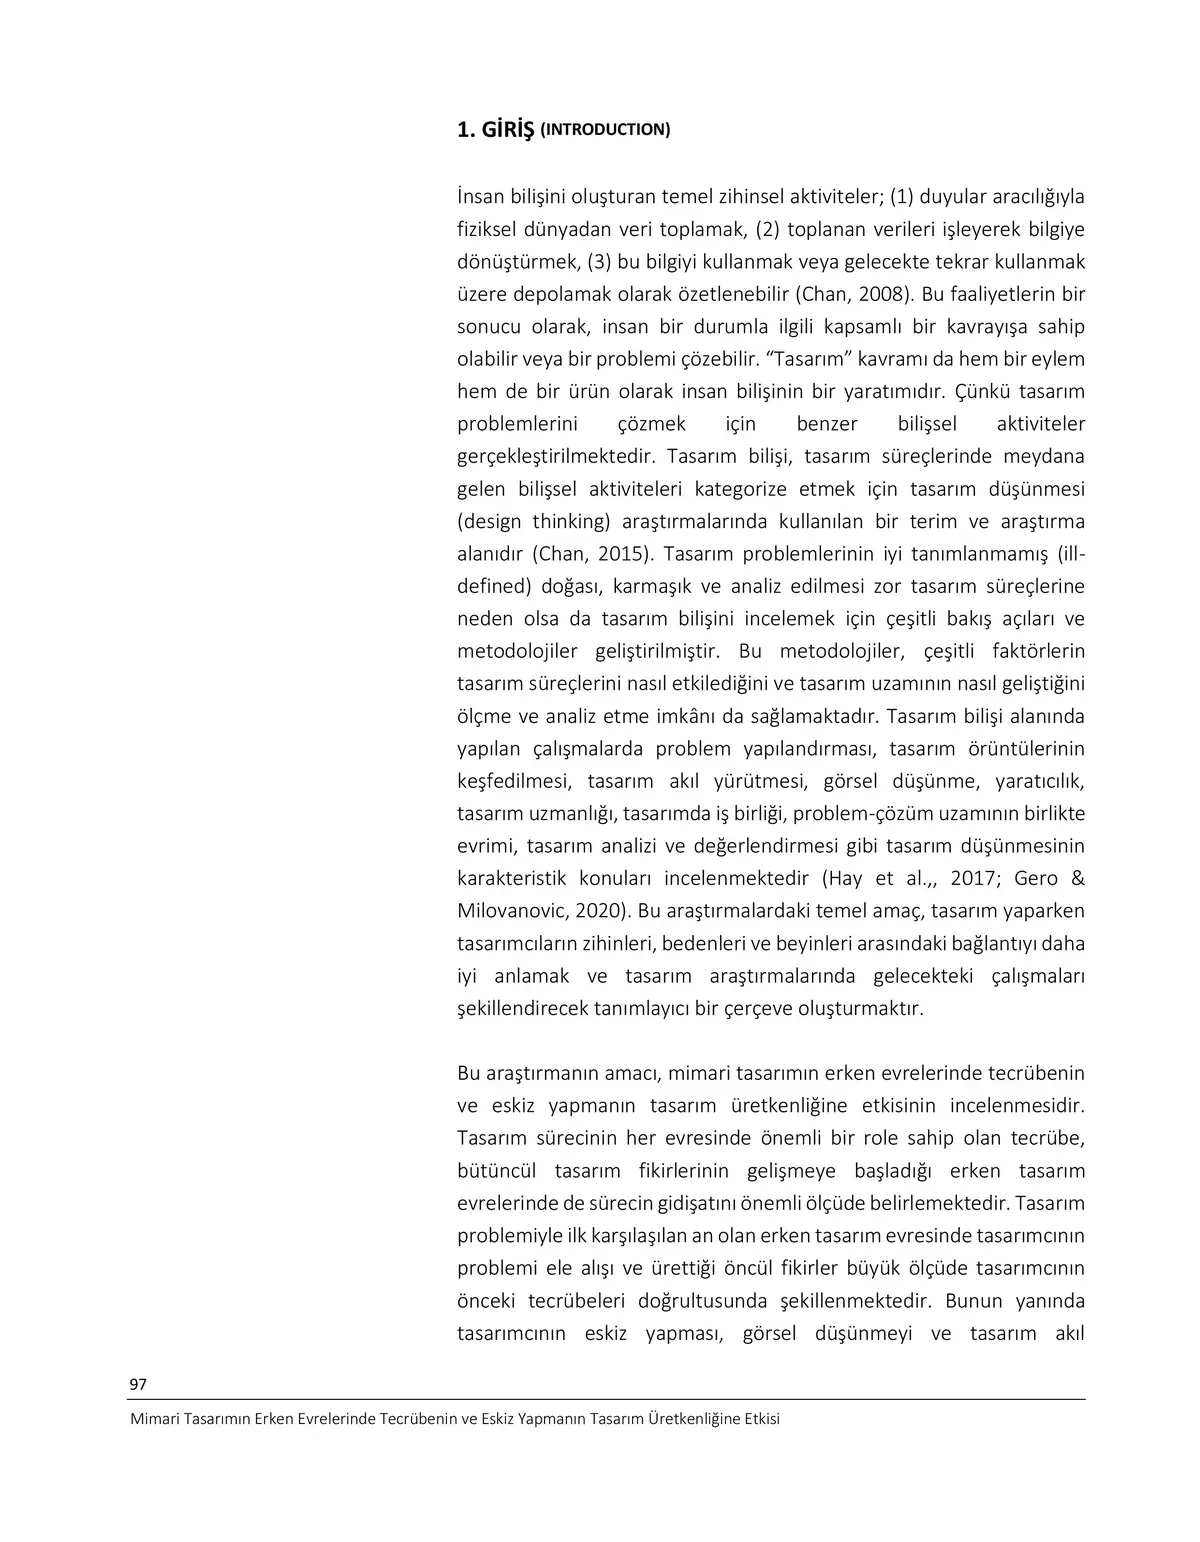 1. GİRİŞ (INTRODUCTION)
İnsan bilişini oluşturan temel zihinsel aktiviteler; (1) duyular aracılığıyla
fiziksel dünyadan veri toplamak, (2) toplanan verileri işleyerek bilgiye
dönüştürmek, (3) bu bilgiyi kullanmak veya gelecekte tekrar kullanmak
üzere depolamak olarak özetlenebilir (Chan, 2008). Bu faaliyetlerin bir
sonucu olarak, insan bir durumla ilgili kapsamlı bir kavrayışa sahip
olabilir veya bir problemi çözebilir. “Tasarım” kavramı da hem bir eylem
hem de bir ürün olarak insan bilişinin bir yaratımıdır. Çünkü tasarım
problemlerini çözmek için benzer bilişsel aktiviteler
gerçekleştirilmektedir. Tasarım bilişi, tasarım süreçlerinde meydana
gelen bilişsel aktiviteleri kategorize etmek için tasarım düşünmesi
(design thinking) araştırmalarında kullanılan bir terim ve araştırma
alanıdır (Chan, 2015). Tasarım problemlerinin iyi tanımlanmamış (ill-
defined) doğası, karmaşık ve analiz edilmesi zor tasarım süreçlerine
neden olsa da tasarım bilişini incelemek için çeşitli bakış açıları ve
metodolojiler geliştirilmiştir. Bu metodolojiler, çeşitli faktörlerin
tasarım süreçlerini nasıl etkilediğini ve tasarım uzamının nasıl geliştiğini
ölçme ve analiz etme imkânı da sağlamaktadır. Tasarım bilişi alanında
yapılan çalışmalarda problem yapılandırması, tasarım örüntülerinin
keşfedilmesi, tasarım akıl yürütmesi, görsel düşünme, yaratıcılık,
tasarım uzmanlığı, tasarımda iş birliği, problem-çözüm uzamının birlikte
evrimi, tasarım analizi ve değerlendirmesi gibi tasarım düşünmesinin
karakteristik konuları incelenmektedir (Hay et al.,, 2017; Gero &
Milovanovic, 2020). Bu araştırmalardaki temel amaç, tasarım yaparken
tasarımcıların zihinleri, bedenleri ve beyinleri arasındaki bağlantıyı daha
iyi anlamak ve tasarım araştırmalarında gelecekteki çalışmaları
şekillendirecek tanımlayıcı bir çerçeve oluşturmaktır.
Bu araştırmanın amacı, mimari tasarımın erken evrelerinde tecrübenin
ve eskiz yapmanın tasarım üretkenliğine etkisinin incelenmesidir.
Tasarım sürecinin her evresinde önemli bir role sahip olan tecrübe,
bütüncül tasarım fikirlerinin gelişmeye başladığı erken tasarım
evrelerinde de sürecin gidişatını önemli ölçüde belirlemektedir. Tasarım
problemiyle ilk karşılaşılan an olan erken tasarım evresinde tasarımcının
problemi ele alışı ve ürettiği öncül fikirler büyük ölçüde tasarımcının
önceki tecrübeleri doğrultusunda şekillenmektedir. Bunun yanında
tasarımcının eskiz yapması, görsel düşünmeyi ve tasarım akıl
97
Mimari Tasarımın Erken Evrelerinde Tecrübenin ve Eskiz Yapmanın Tasarım Üretkenliğine Etkisi